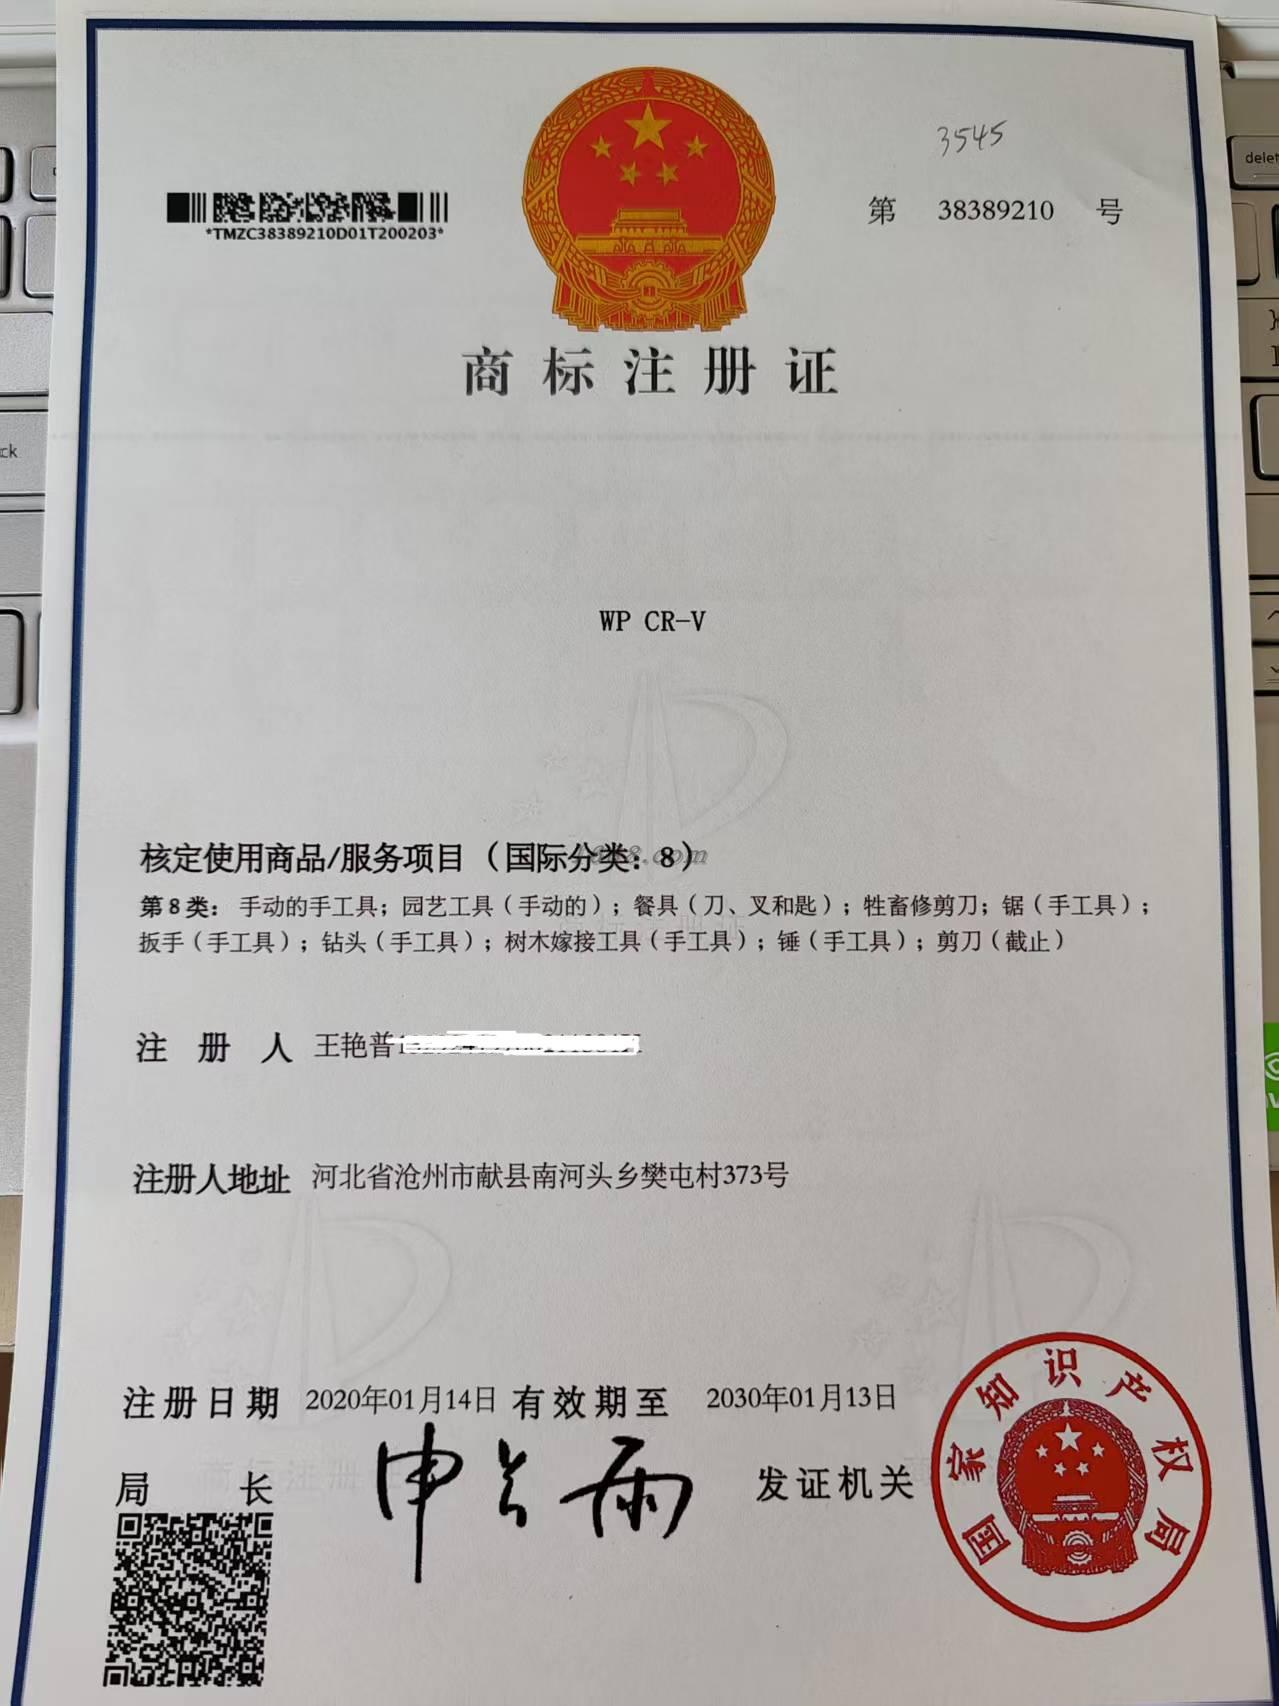 3545
第 38389210 号
*TMZC38389210D01T200203*
商标注册证
WP CR-V
核定使用商品/服务项目（国际分类：8）
第8类：手动的手工具；园艺工具（手动的）；餐具（刀、叉和匙）；牲畜修剪刀；锯（手工具）；
扳手（手工具）；钻头（手工具）；树木嫁接工具（手工具）；锤（手工具）；剪刀（截止）
注册人 王艳普
注册人地址 河北省沧州市献县南河头乡樊屯村373号
注册日期 2020年01月14日 有效期至 2030年01月13日
局长 申长雨 发证机关
国家知识产权局
delet
ck